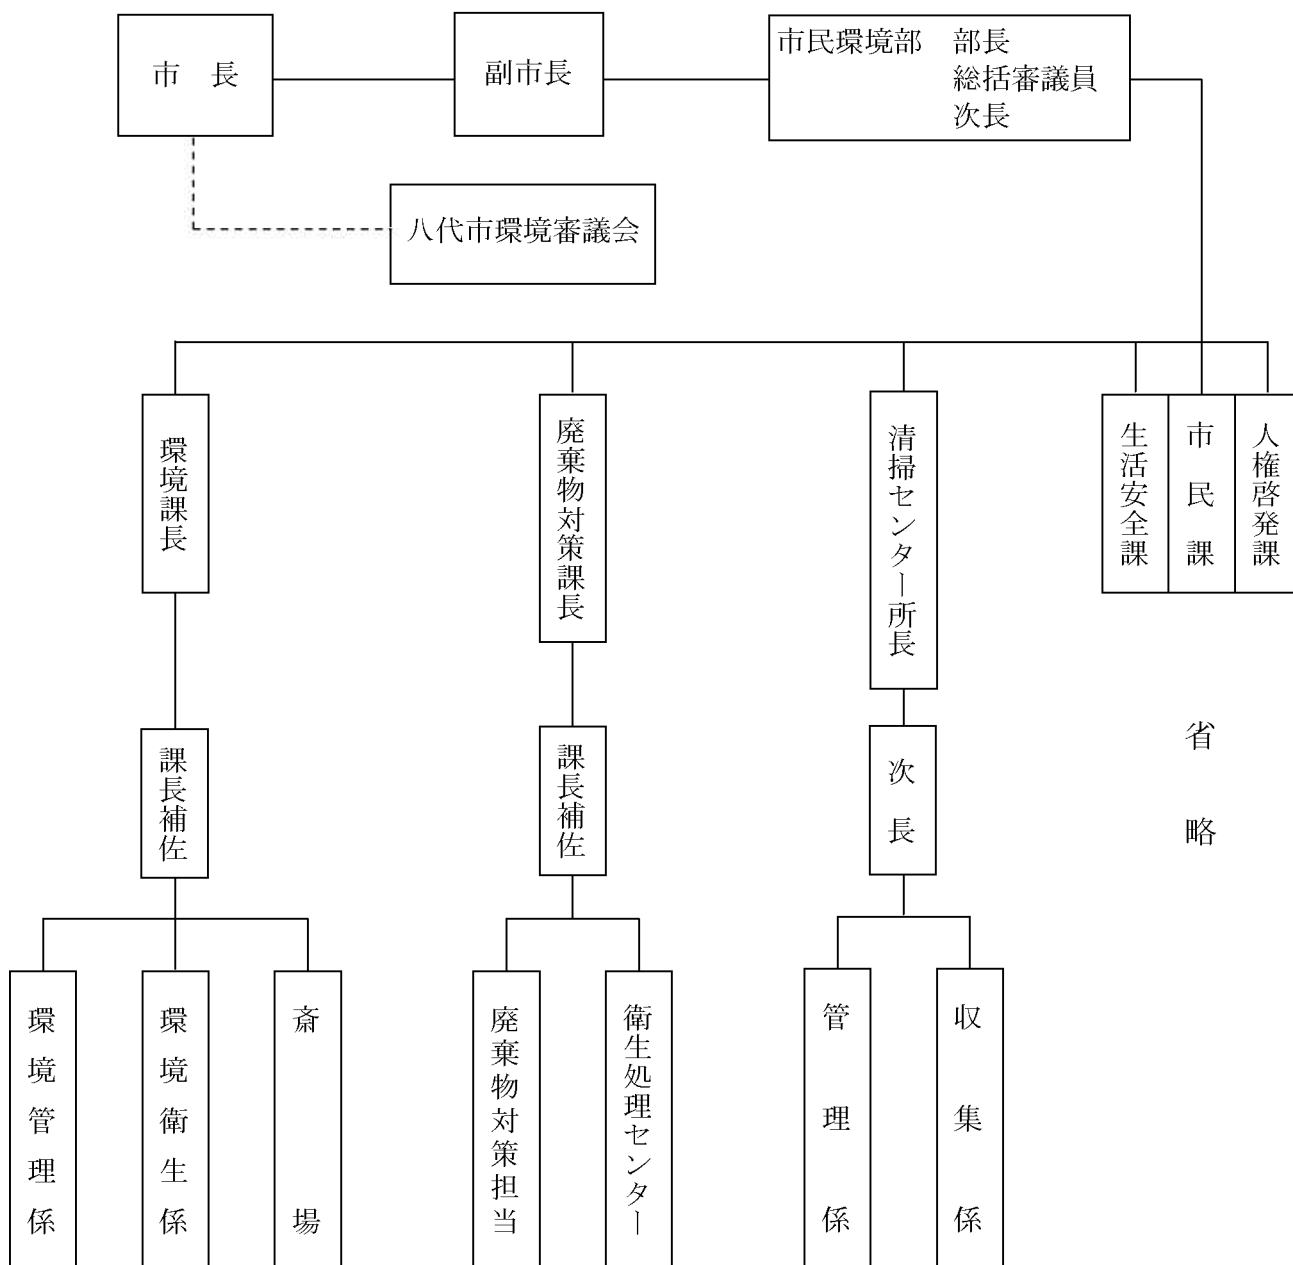 市　長
副市長
市民環境部　部長
総括審議員
次長
八代市環境審議会
環境課長
廃棄物対策課長
清掃センター所長
生活安全課
市民課
人権啓発課
課長補佐
課長補佐
次長
省略
環境管理係
環境衛生係
斎場
廃棄物対策担当
衛生処理センター
管理係
収集係